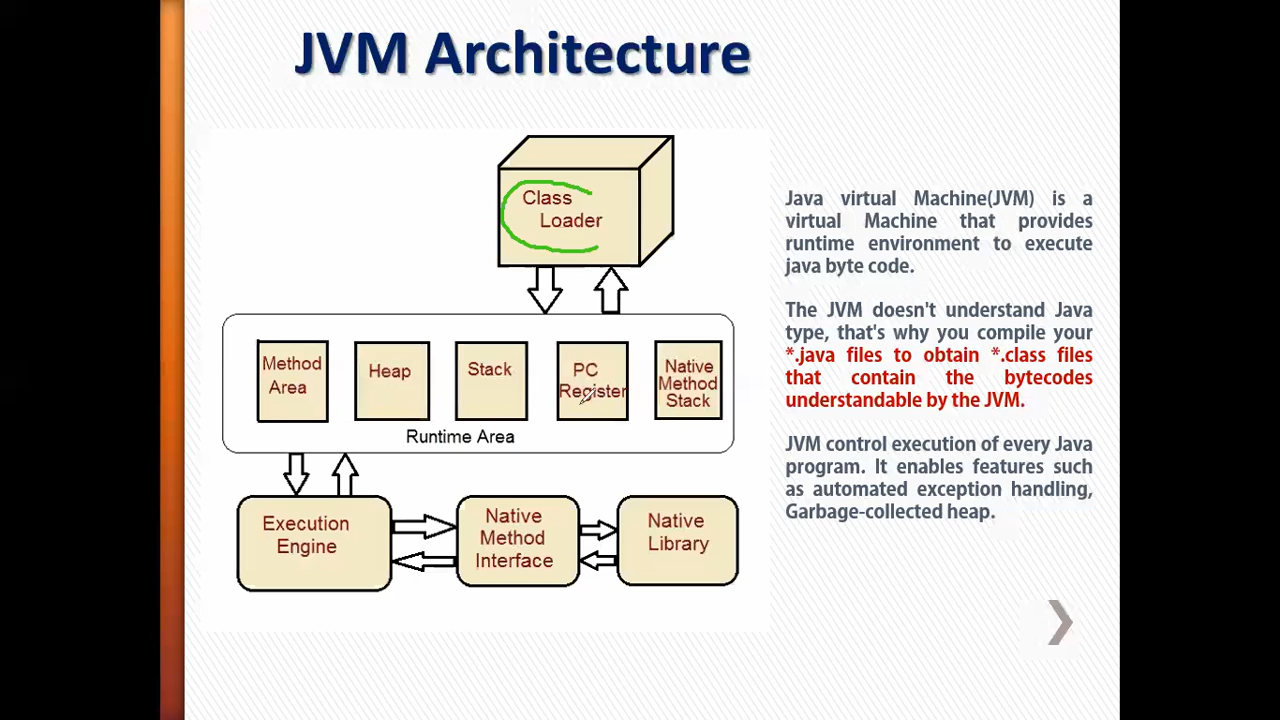 JVM Architecture
Class
Loader
Method
Area
Heap
Stack
PC
Register
Native
Method
Stack
Runtime Area
Execution
Engine
Native
Method
Interface
Native
Library
Java virtual Machine(JVM) is a
virtual Machine that provides
runtime environment to execute
java byte code.
The JVM doesn't understand Java
type, that's why you compile your
*.java files to obtain *.class files
that contain the bytecodes
understandable by the JVM.
JVM control execution of every Java
program. It enables features such
as automated exception handling,
Garbage-collected heap.